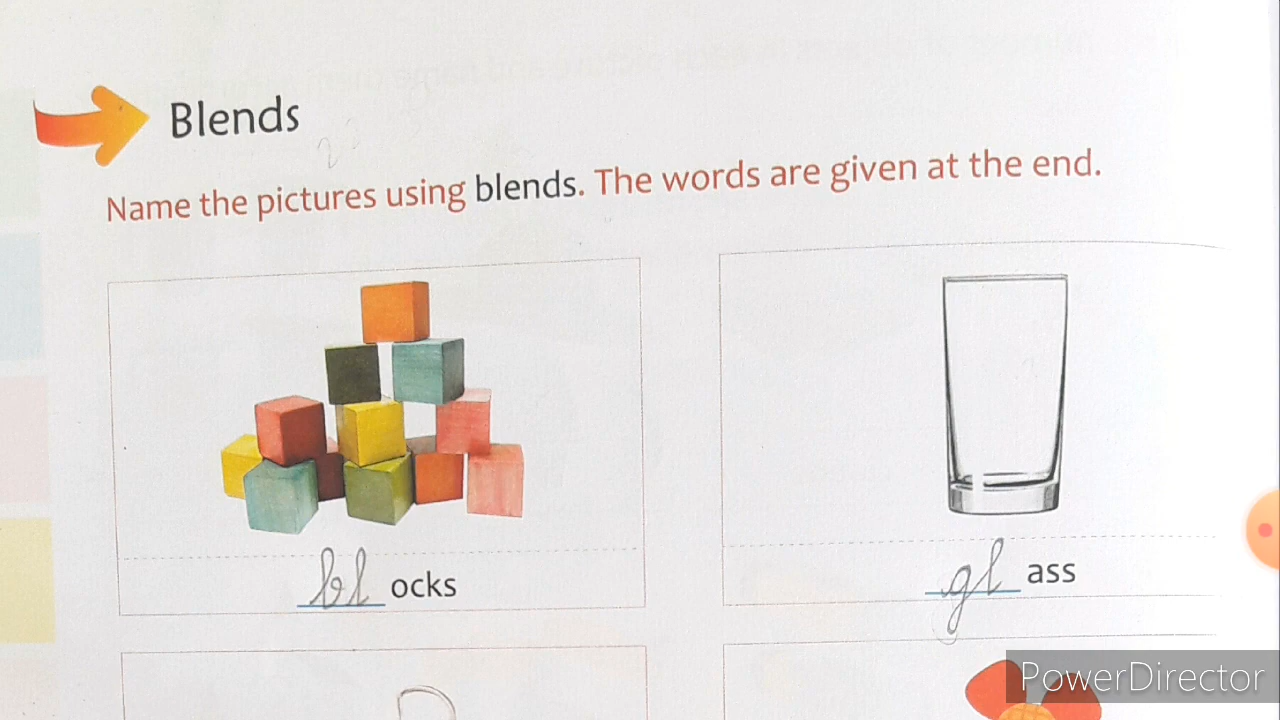 Blends
Name the pictures using blends. The words are given at the end.
bl ocks
gl ass
PowerDirector